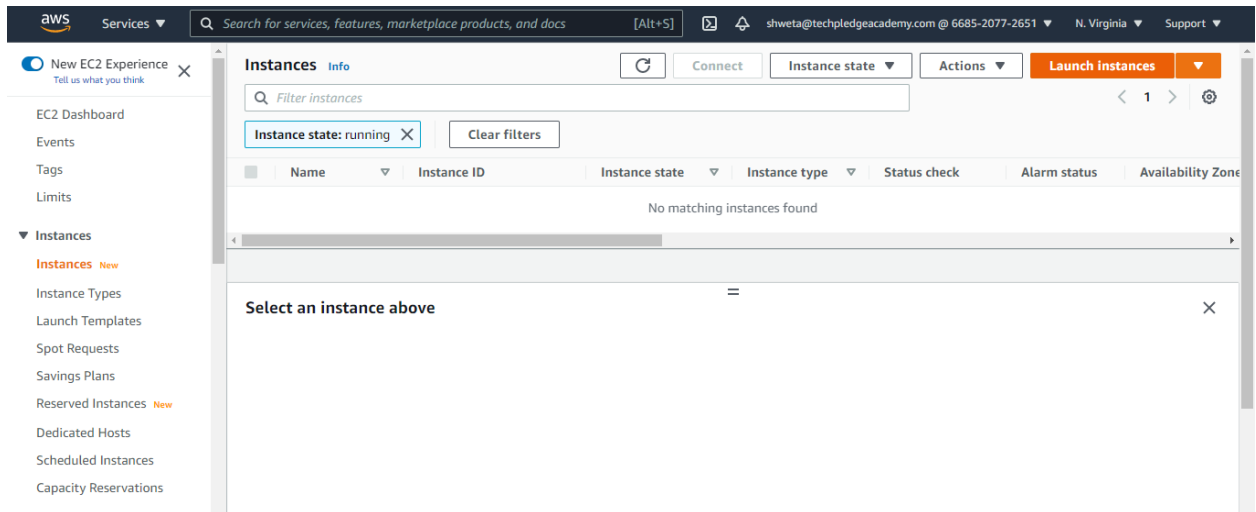 aws Services ▼ Search for services, features, marketplace products, and docs [Alt+S] shweta@techpledgeacademy.com @ 6685-2077-2651 ▼ N. Virginia ▼ Support ▼
New EC2 Experience
Tell us what you think
EC2 Dashboard
Events
Tags
Limits
Instances
Instances New
Instance Types
Launch Templates
Spot Requests
Savings Plans
Reserved Instances New
Dedicated Hosts
Scheduled Instances
Capacity Reservations
Instances Info Connect Instance state ▼ Actions ▼ Launch instances ▼
Filter instances < 1 >
Instance state: running Clear filters
Name Instance ID Instance state Instance type Status check Alarm status Availability Zone
No matching instances found
Select an instance above